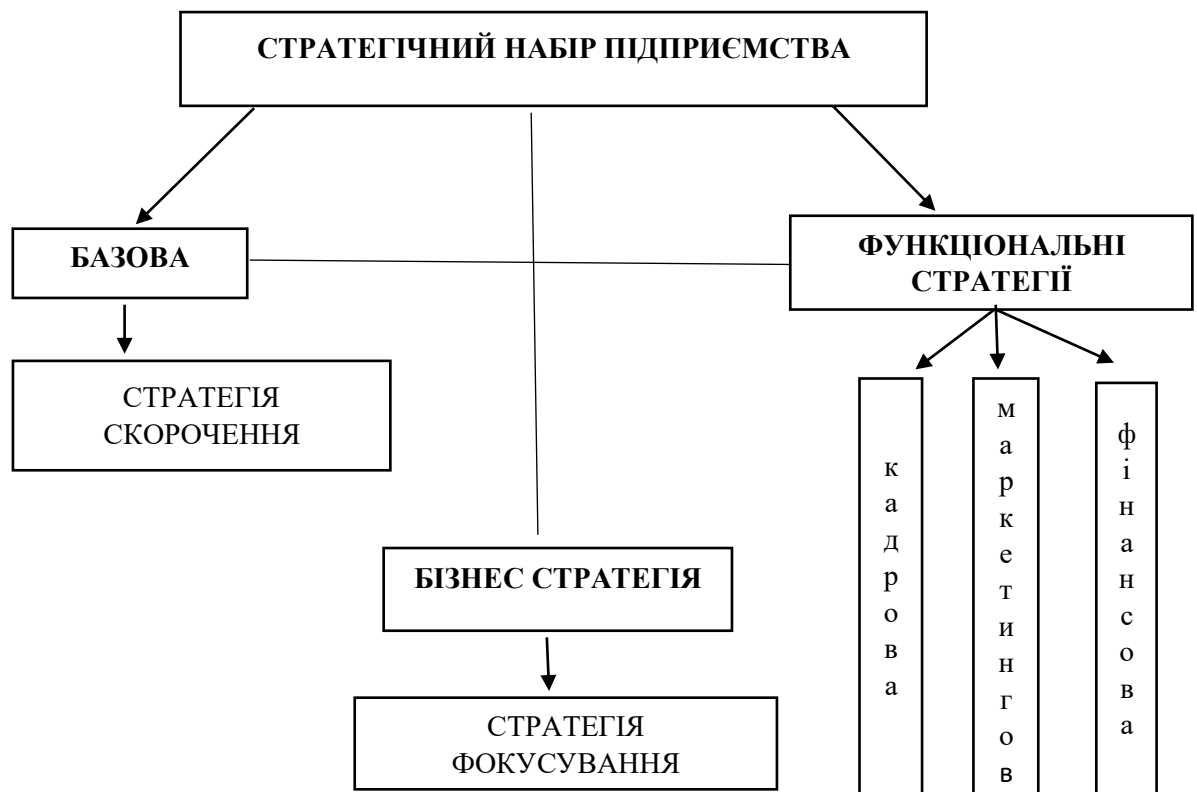 СТРАТЕГІЧНИЙ НАБІР ПІДПРИЄМСТВА
БАЗОВА
ФУНКЦІОНАЛЬНІ
СТРАТЕГІЇ
СТРАТЕГІЯ
СКОРОЧЕННЯ
БІЗНЕС СТРАТЕГІЯ
СТРАТЕГІЯ
ФОКУСУВАННЯ
кадрова
маркетингов
фінансова